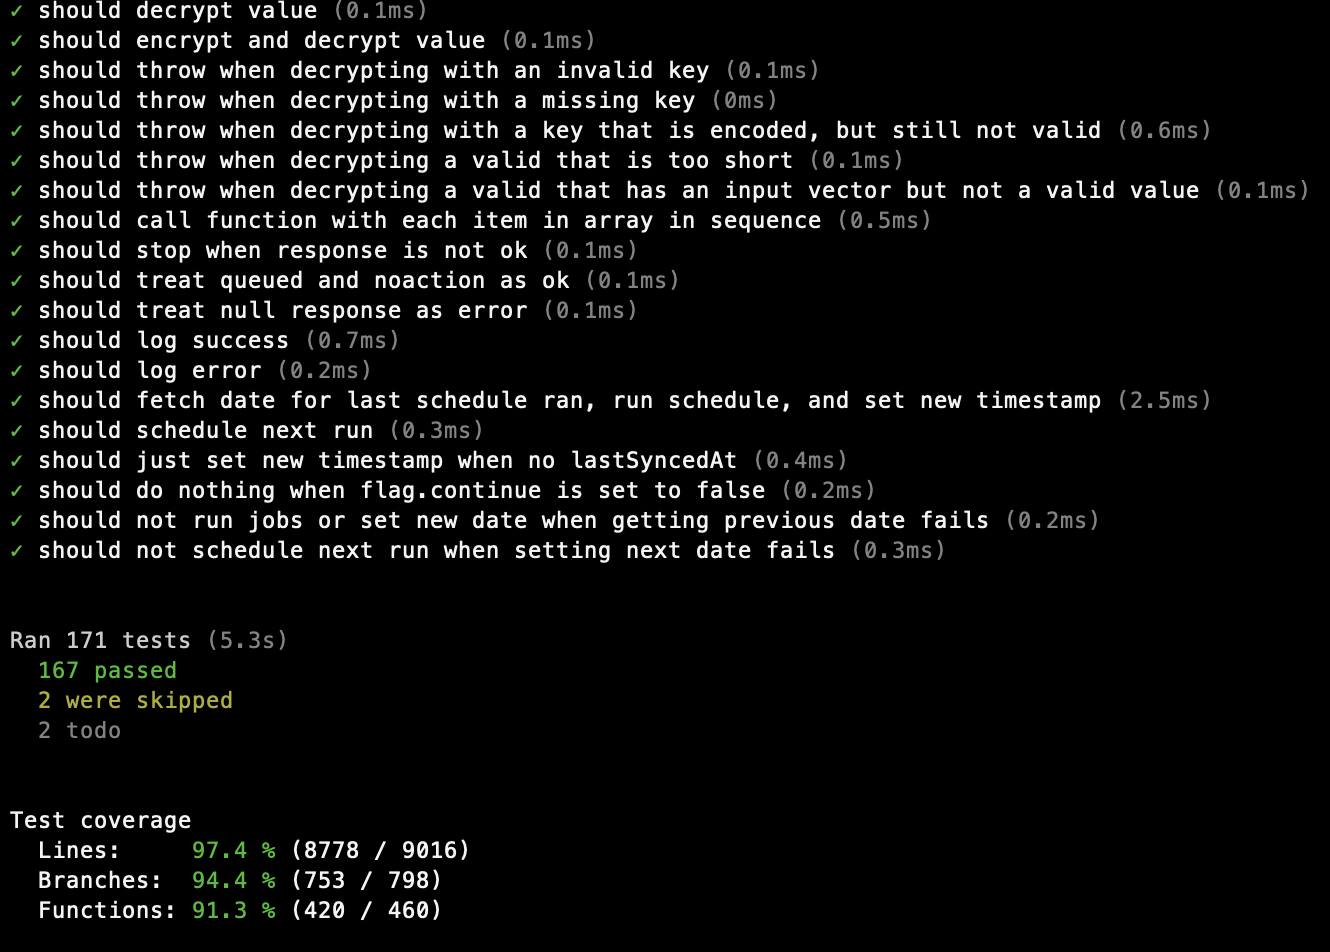 ✓ should decrypt value (0.1ms)
✓ should encrypt and decrypt value (0.1ms)
✓ should throw when decrypting with an invalid key (0.1ms)
✓ should throw when decrypting with a missing key (0ms)
✓ should throw when decrypting with a key that is encoded, but still not valid (0.6ms)
✓ should throw when decrypting a valid that is too short (0.1ms)
✓ should throw when decrypting a valid that has an input vector but not a valid value (0.1ms)
✓ should call function with each item in array in sequence (0.5ms)
✓ should stop when response is not ok (0.1ms)
✓ should treat queued and noaction as ok (0.1ms)
✓ should treat null response as error (0.1ms)
✓ should log success (0.7ms)
✓ should log error (0.2ms)
✓ should fetch date for last schedule ran, run schedule, and set new timestamp (2.5ms)
✓ should schedule next run (0.3ms)
✓ should just set new timestamp when no lastSyncedAt (0.4ms)
✓ should do nothing when flag.continue is set to false (0.2ms)
✓ should not run jobs or set new date when getting previous date fails (0.2ms)
✓ should not schedule next run when setting next date fails (0.3ms)
Ran 171 tests (5.3s)
167 passed
2 were skipped
2 todo
Test coverage
Lines: 97.4 % (8778 / 9016)
Branches: 94.4 % (753 / 798)
Functions: 91.3 % (420 / 460)